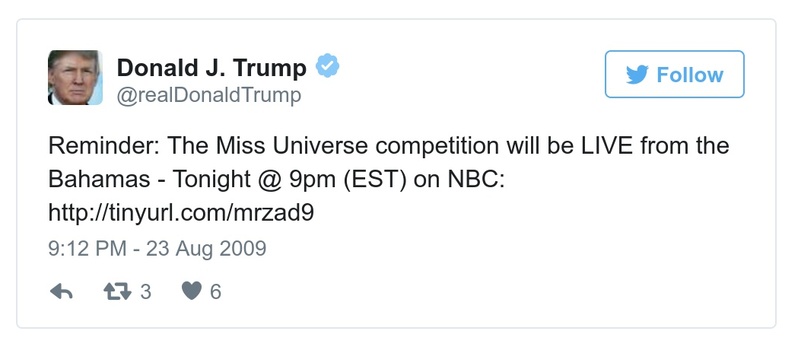 Donald J. Trump
@realDonaldTrump
Follow
Reminder: The Miss Universe competition will be LIVE from the
Bahamas - Tonight @ 9pm (EST) on NBC:
http://tinyurl.com/mrzad9
9:12 PM - 23 Aug 2009
3 6